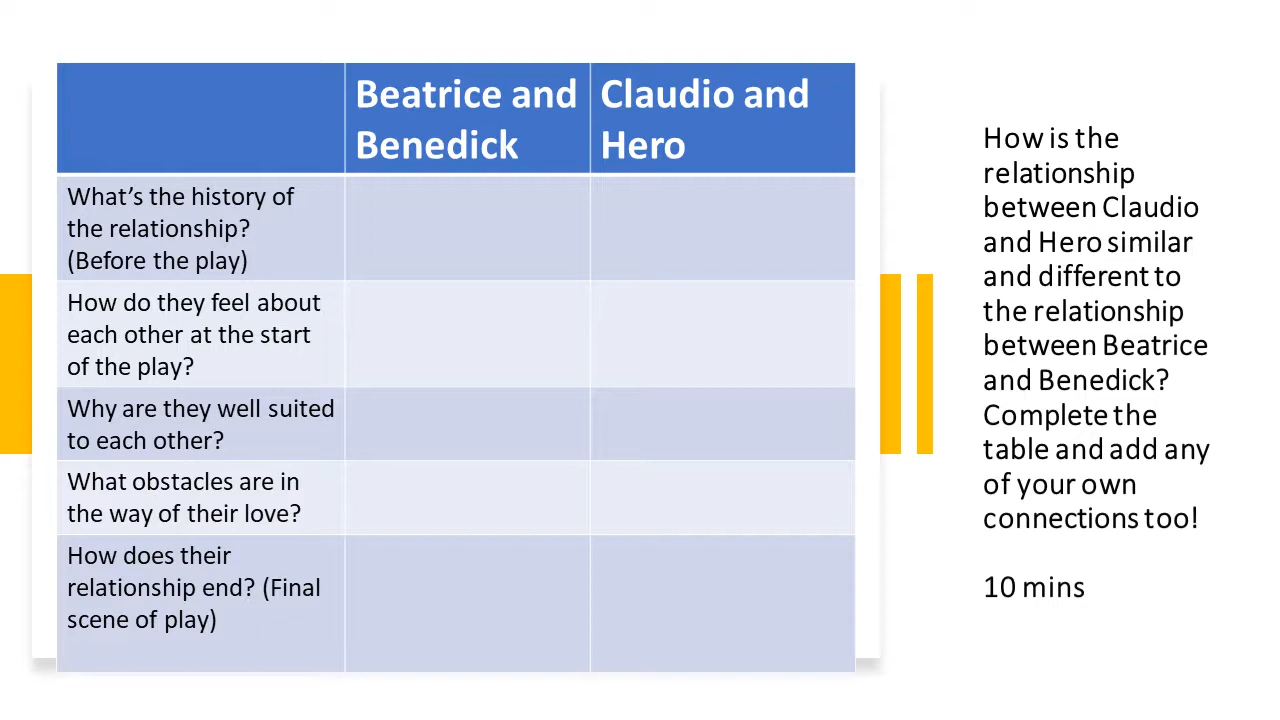 Beatrice and
Benedick
Claudio and
Hero
What’s the history of
the relationship?
(Before the play)
How do they feel about
each other at the start
of the play?
Why are they well suited
to each other?
What obstacles are in
the way of their love?
How does their
relationship end? (Final
scene of play)
How is the
relationship
between Claudio
and Hero similar
and different to
the relationship
between Beatrice
and Benedick?
Complete the
table and add any
of your own
connections too!
10 mins